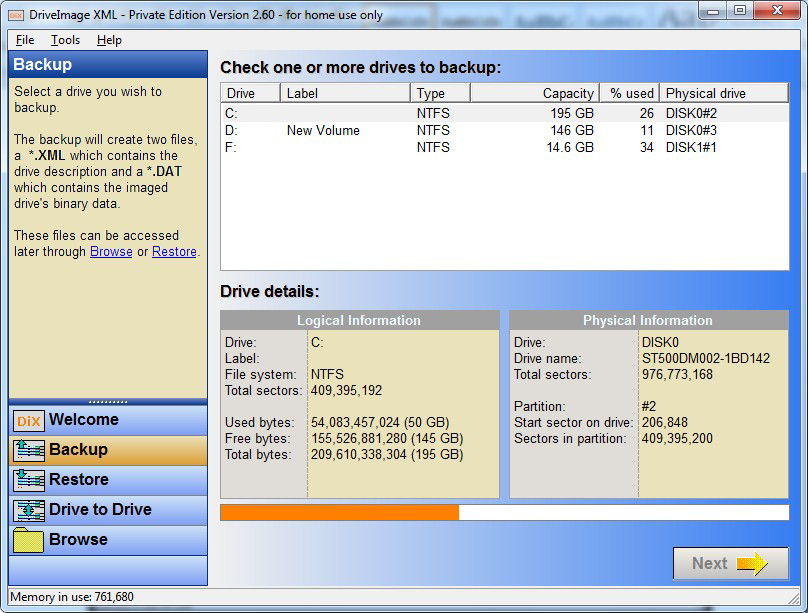 DriveImage XML - Private Edition Version 2.60 - for home use only
File Tools Help
Backup
Select a drive you wish to
backup.
The backup will create two files,
a *.XML which contains the
drive description and a *.DAT
which contains the imaged
drive's binary data.
These files can be accessed
later through Browse or Restore.
DiX Welcome
Backup
Restore
Drive to Drive
Browse
Check one or more drives to backup:
Drive Label Type Capacity % used Physical drive
C: NTFS 195 GB 26 DISK0#2
D: New Volume NTFS 146 GB 11 DISK0#3
F: NTFS 14.6 GB 34 DISK1#1
Drive details:
Logical Information
Drive: C:
Label:
File system: NTFS
Total sectors: 409,395,192
Used bytes: 54,083,457,024 (50 GB)
Free bytes: 155,526,881,280 (145 GB)
Total bytes: 209,610,338,304 (195 GB)
Physical Information
Drive: DISK0
Drive name: ST500DM002-1BD142
Total sectors: 976,773,168
Partition: #2
Start sector on drive: 206,848
Sectors in partition: 409,395,200
Next
Memory in use: 761,680